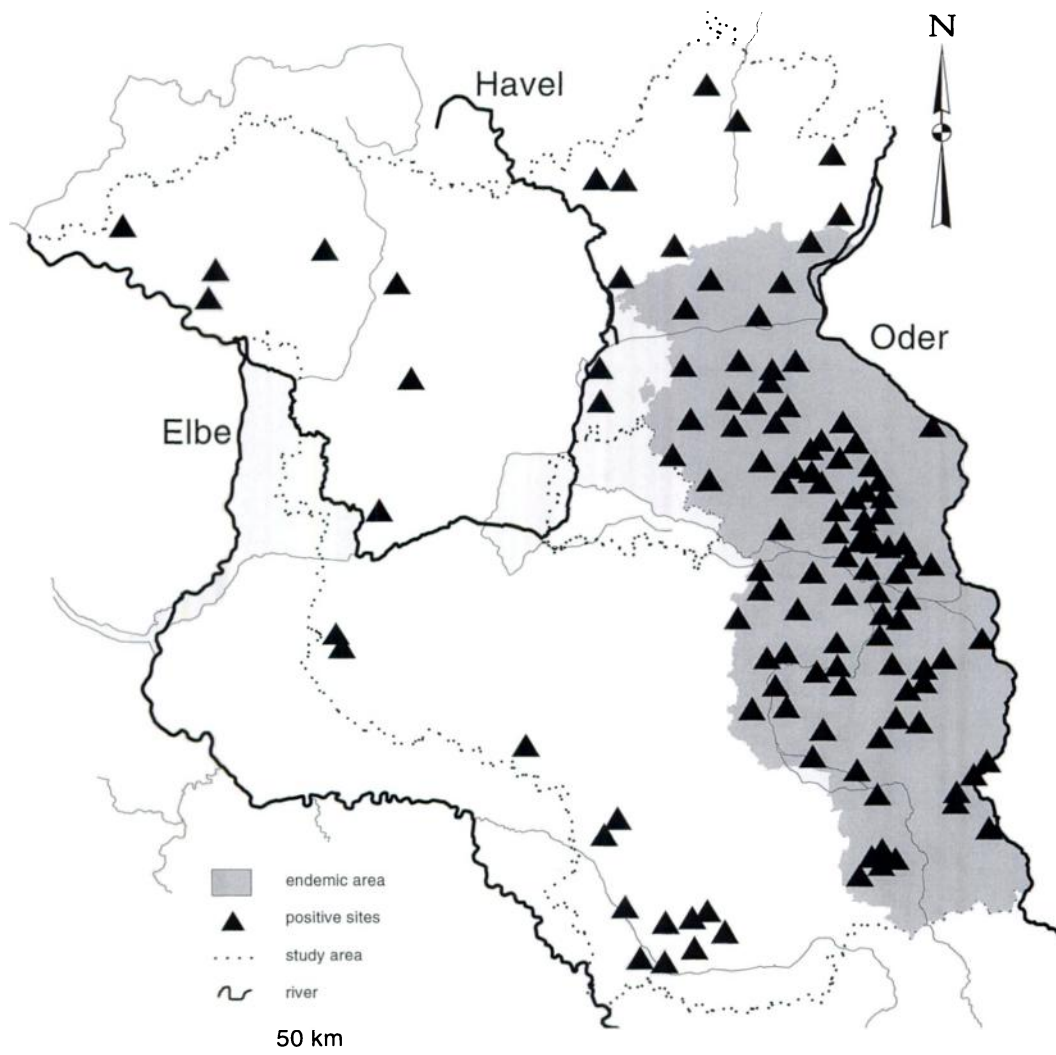 N
Havel
Oder
Elbe
endemic area
positive sites
study area
river
50 km